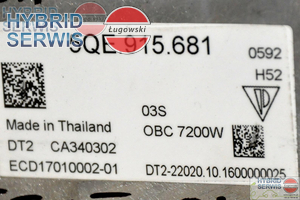 HYBRID
SERWIS
Ługowski
5QE 915.681
0592
H52
03S
Made in Thailand
OBC 7200W
DT2 CA340302
ECD17010002-01
DT2-22020.10.1600000025
HYBRID
SERWIS